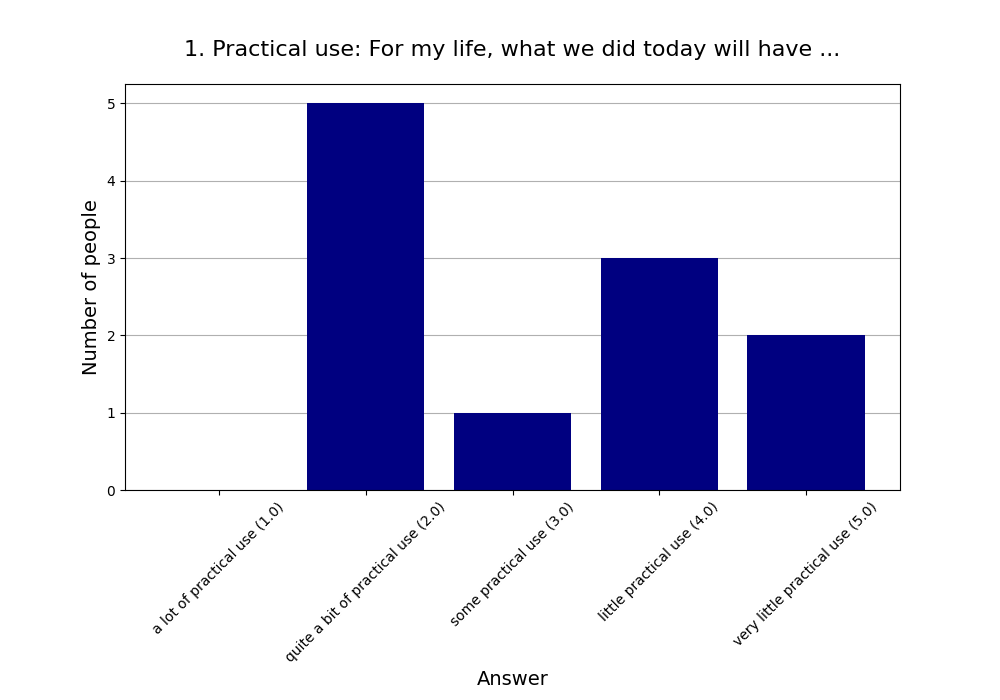 1. Practical use: For my life, what we did today will have ...
Number of people
5
4
3
2
1
0
a lot of practical use (1.0)
quite a bit of practical use (2.0)
some practical use (3.0)
little practical use (4.0)
very little practical use (5.0)
Answer